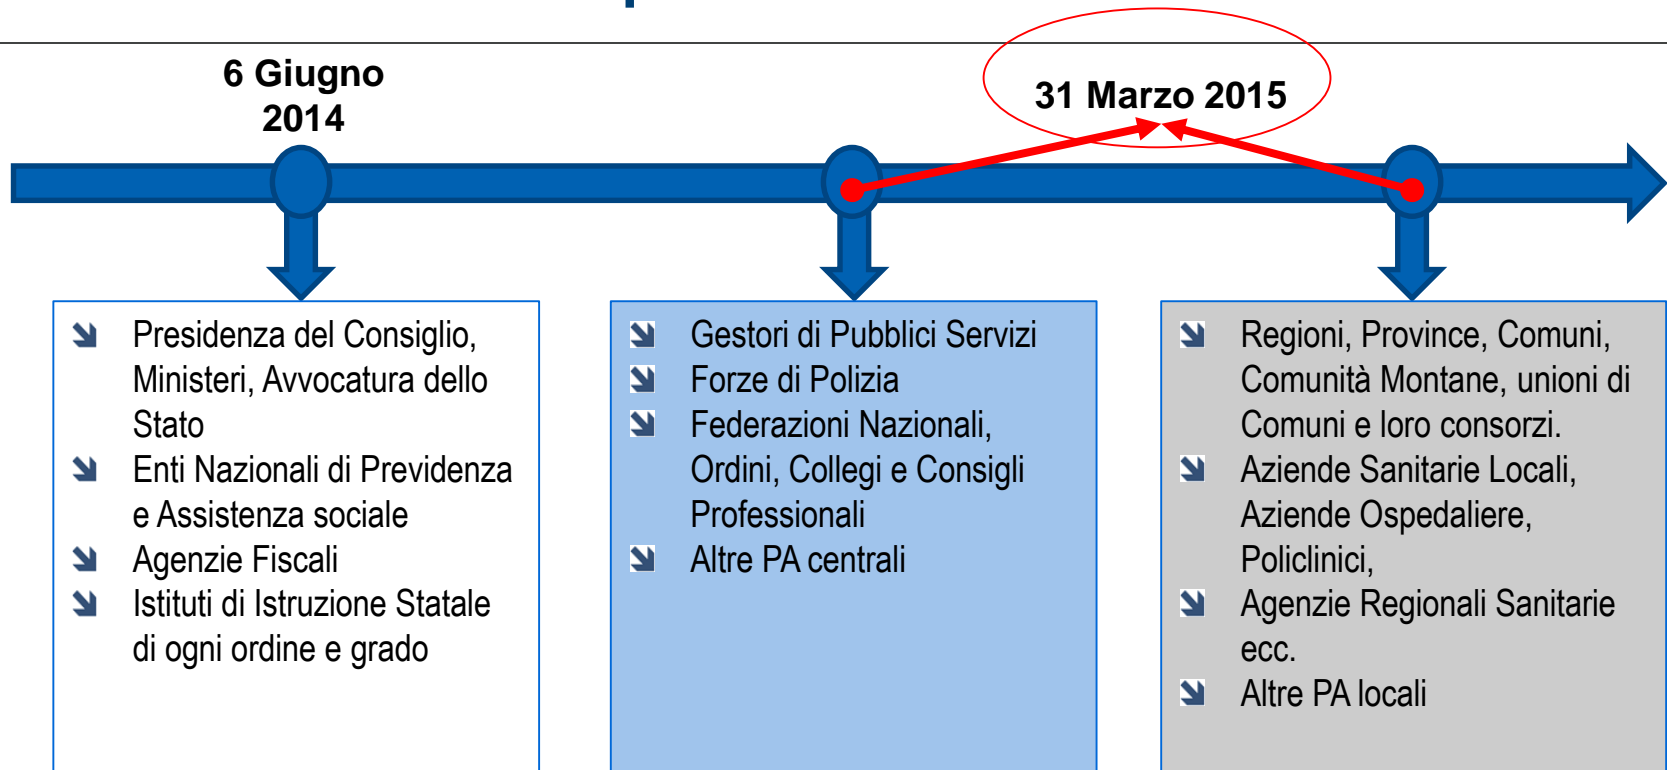 6 Giugno
2014
31 Marzo 2015
Presidenza del Consiglio,
Ministeri, Avvocatura dello
Stato
Enti Nazionali di Previdenza
e Assistenza sociale
Agenzie Fiscali
Istituti di Istruzione Statale
di ogni ordine e grado
Gestori di Pubblici Servizi
Forze di Polizia
Federazioni Nazionali,
Ordini, Collegi e Consigli
Professionali
Altre PA centrali
Regioni, Province, Comuni,
Comunità Montane, unioni di
Comuni e loro consorzi.
Aziende Sanitarie Locali,
Aziende Ospedaliere,
Policlinici,
Agenzie Regionali Sanitarie
ecc.
Altre PA locali